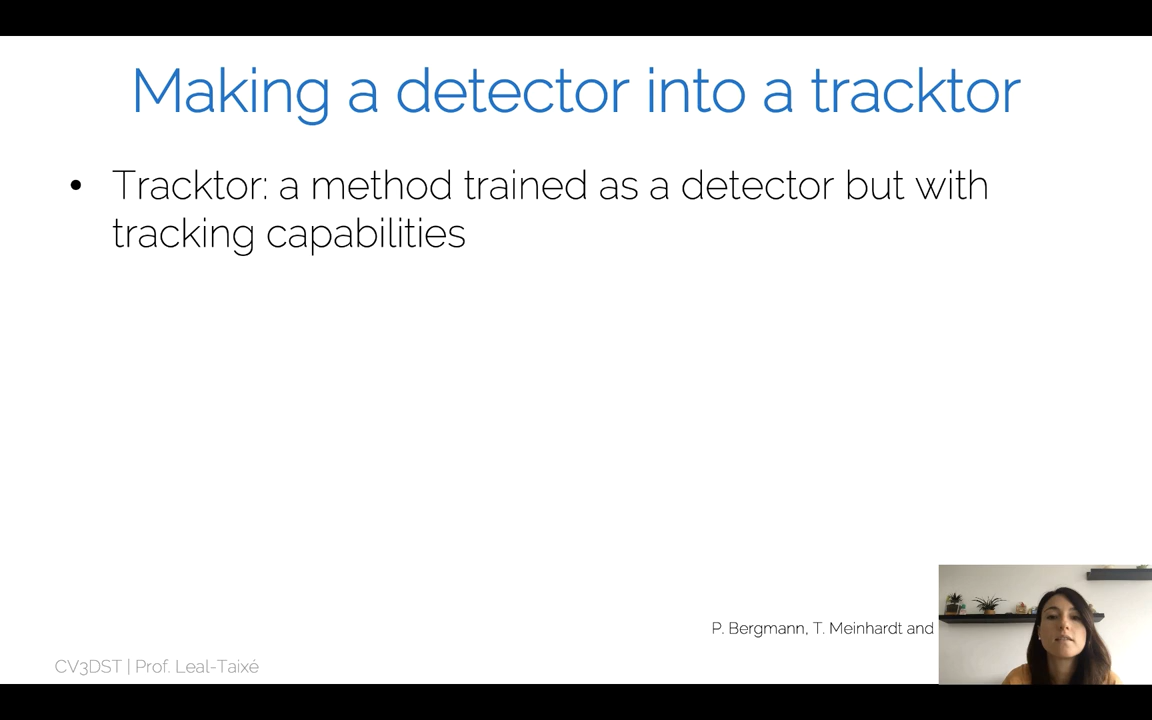 Making a detector into a tracktor
• Tracktor: a method trained as a detector but with
tracking capabilities
P. Bergmann, T. Meinhardt and
CV3DST | Prof. Leal-Taixé